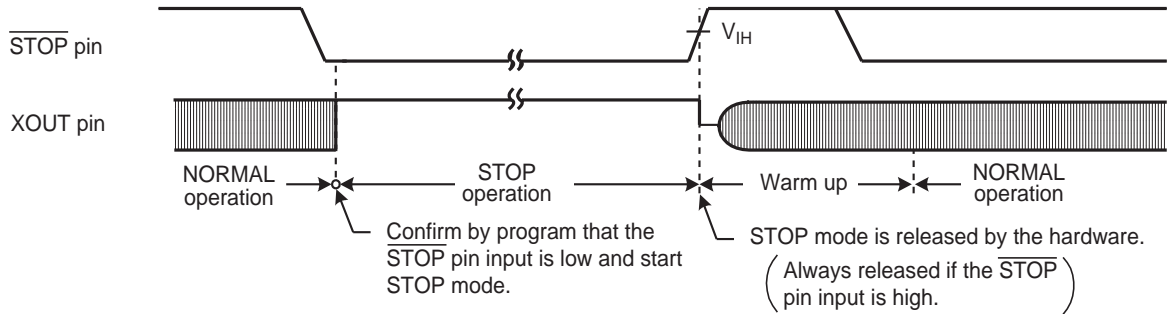 STOP pin
VIH
XOUT pin
NORMAL
operation
STOP
operation
Warm up
NORMAL
operation
Confirm by program that the
STOP pin input is low and start
STOP mode.
STOP mode is released by the hardware.
( Always released if the STOP
pin input is high. )